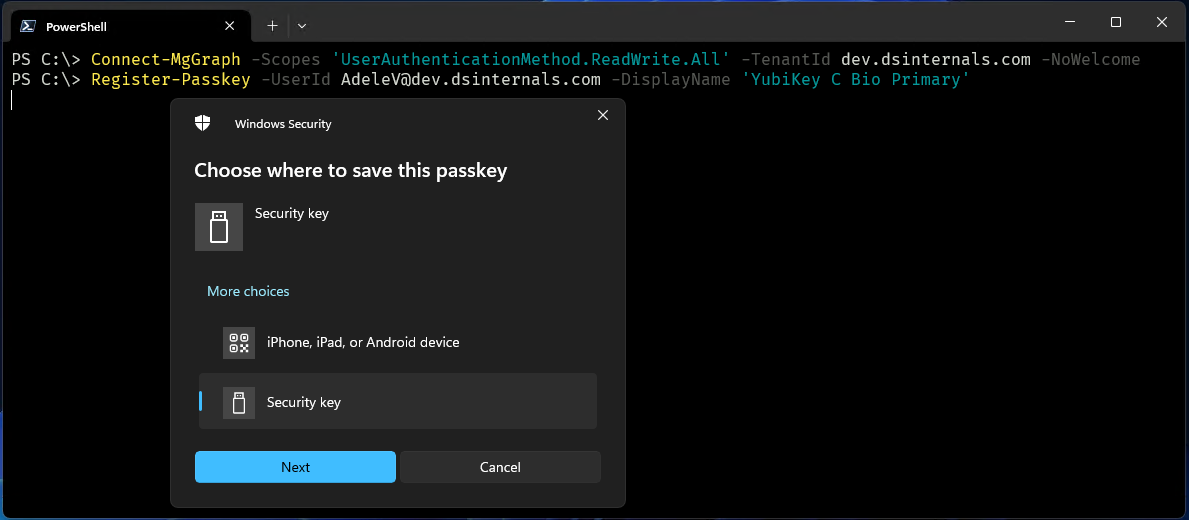 PowerShell
PS C:\> Connect-MgGraph -Scopes 'UserAuthenticationMethod.ReadWrite.All' -TenantId dev.dsinternals.com -NoWelcome
PS C:\> Register-Passkey -UserId AdeleV@dev.dsinternals.com -DisplayName 'YubiKey C Bio Primary'
Windows Security
Choose where to save this passkey
Security key
More choices
iPhone, iPad, or Android device
Security key
Next Cancel